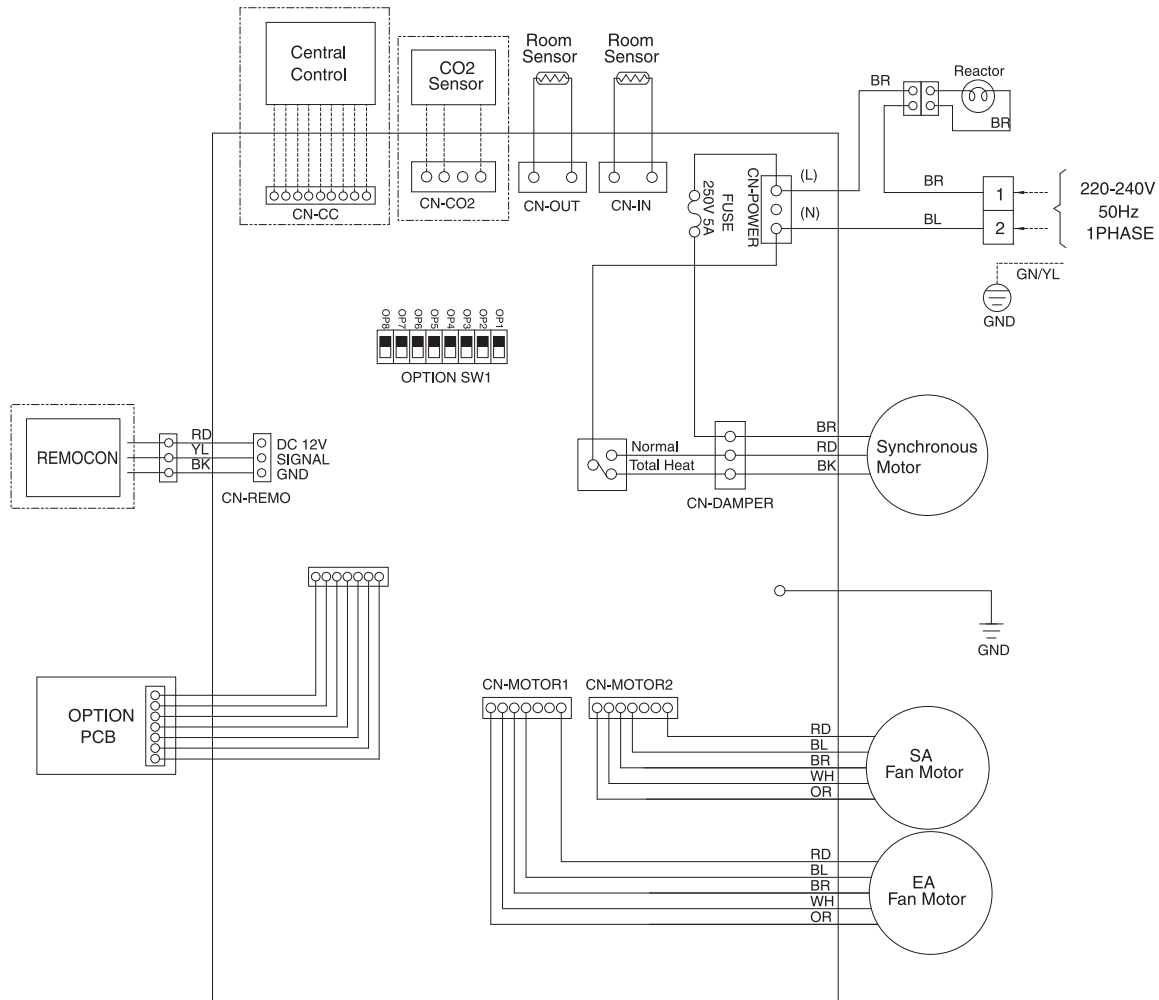 Central
Control
CN-CC
CO2
Sensor
CN-CO2
Room
Sensor
CN-OUT
Room
Sensor
CN-IN
250V 5A
FUSE
CN-POWER
(L)
(N)
BR
Reactor
BR
BR
BL
1
2
220-240V
50Hz
1PHASE
GN/YL
GND
OP8
OP7
OP6
OP5
OP4
OP3
OP2
OP1
OPTION SW1
REMOCON
RD
YL
BK
DC 12V
SIGNAL
GND
CN-REMO
Normal
Total Heat
CN-DAMPER
BR
RD
BK
Synchronous
Motor
GND
OPTION
PCB
CN-MOTOR1
CN-MOTOR2
RD
BL
BR
WH
OR
SA
Fan Motor
RD
BL
BR
WH
OR
EA
Fan Motor